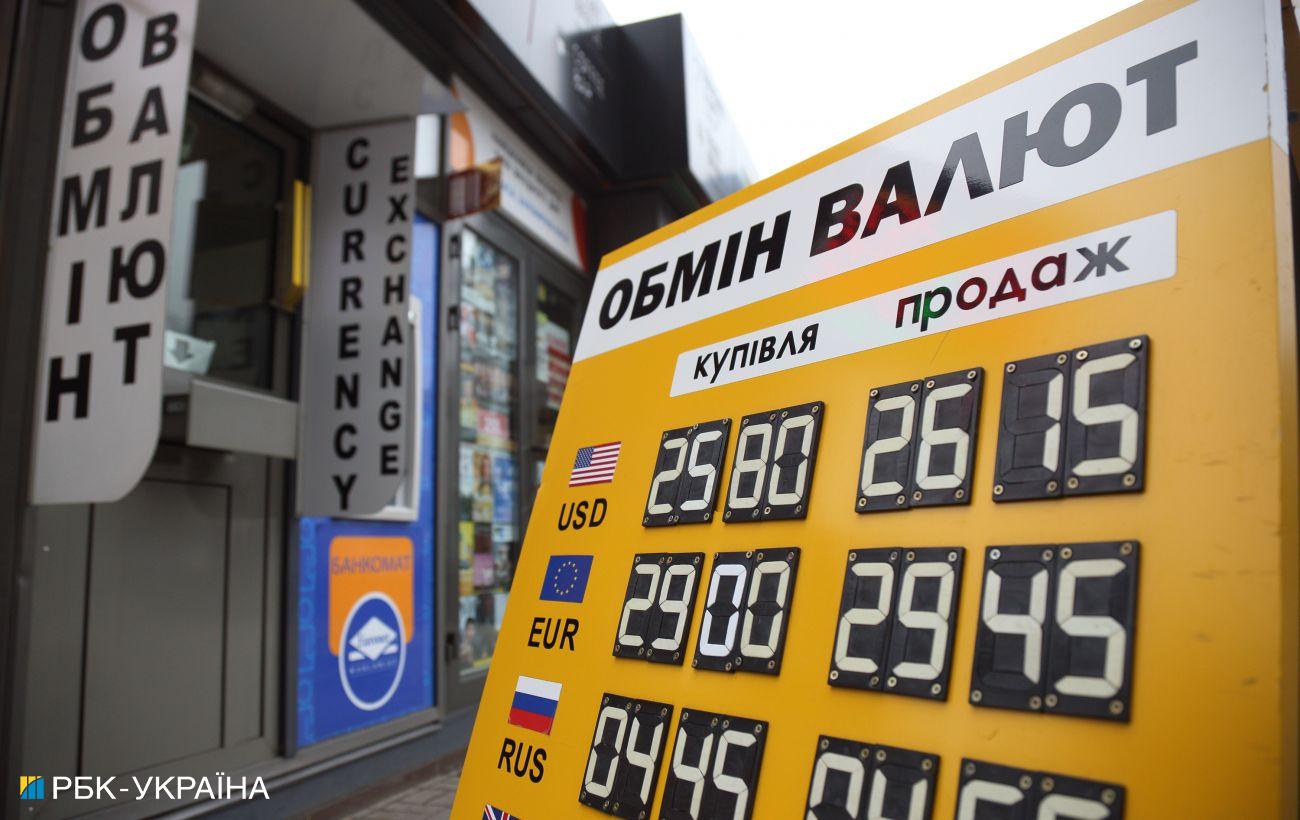 ОБМІН
ВАЛЮТ
CURRENCY
EXCHANGE
БАНКОМАТ
ОБМІН ВАЛЮТ
купівля продаж
USD 25 80 26 15
EUR 29 00 29 45
RUS 04 45 04
РБК-УКРАЇНА